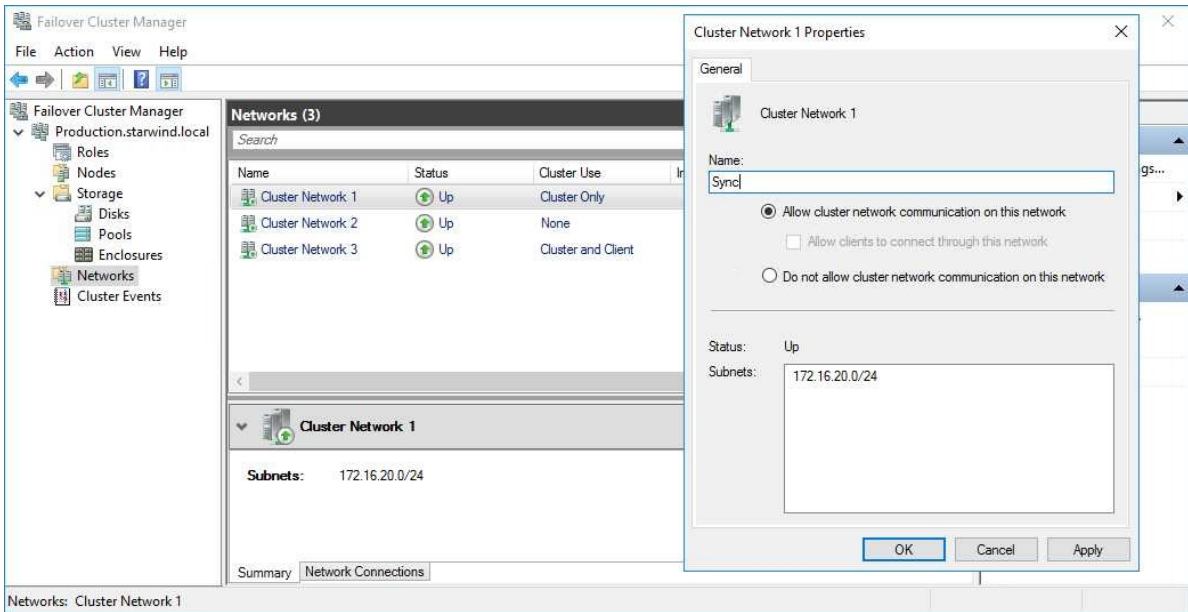 Failover Cluster Manager
File Action View Help
Failover Cluster Manager
Production.starwind.local
Roles
Nodes
Storage
Disks
Pools
Enclosures
Networks
Cluster Events
Networks (3)
Search
Name Status Cluster Use
Cluster Network 1 Up Cluster Only
Cluster Network 2 Up None
Cluster Network 3 Up Cluster and Client
Cluster Network 1
Subnets: 172.16.20.0/24
Summary Network Connections
Networks: Cluster Network 1
Cluster Network 1 Properties
General
Cluster Network 1
Name:
Sync
Allow cluster network communication on this network
Allow clients to connect through this network
Do not allow cluster network communication on this network
Status: Up
Subnets: 172.16.20.0/24
OK Cancel Apply
gs...